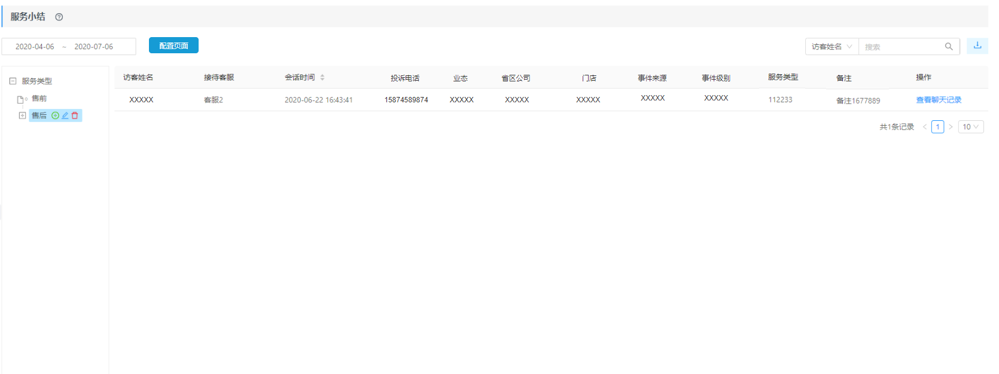 服务小结
2020-04-06 ~ 2020-07-06 配置页面 访客姓名 搜索
服务类型
售前
售后
访客姓名 接待客服 会话时间 投诉电话 业态 省区公司 门店 事件来源 事件级别 服务类型 备注 操作
XXXXX 客服2 2020-06-22 16:43:41 15874589874 XXXXX XXXXX XXXXX XXXXX XXXXX 112233 备注1677889 查看聊天记录
共1条记录 < 1 > 10